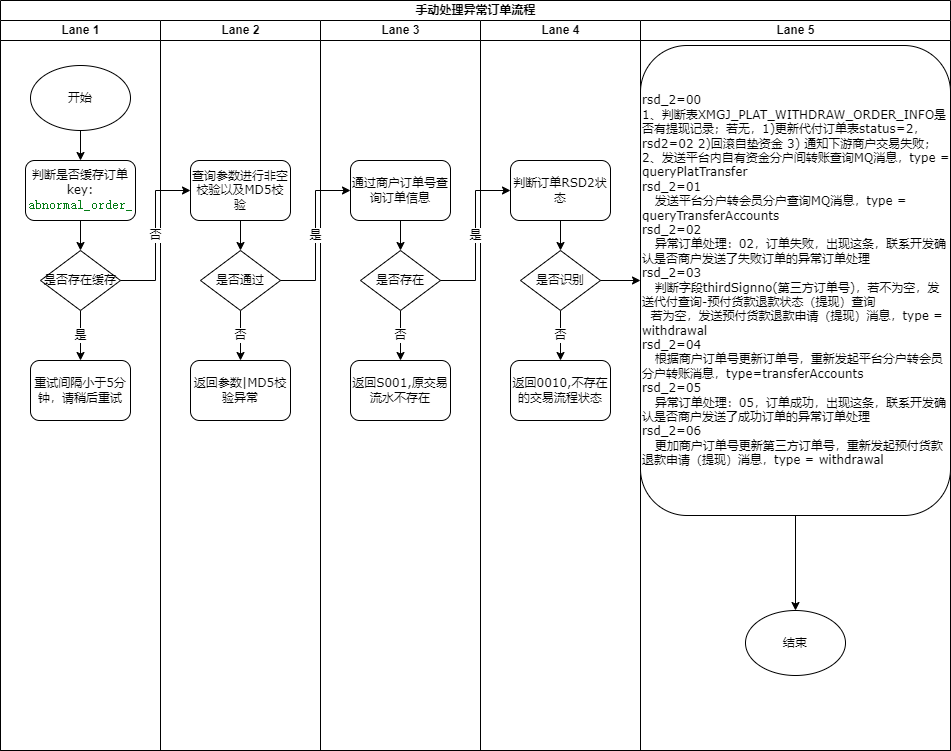 手动处理异常订单流程
Lane 1
Lane 2
Lane 3
Lane 4
Lane 5
开始
判断是否缓存订单
key:
abnormal_order_
是否存在缓存
否
是
重试间隔小于5分
钟，请稍后重试
查询参数进行非空
校验以及MD5校
验
是否通过
是
否
返回参数|MD5校
验异常
通过商户订单号查
询订单信息
是否存在
是
否
返回S001,原交易
流水不存在
判断订单RSD2状
态
是否识别
否
返回0010,不存在
的交易流程状态
rsd_2=00
1、判断表XMGJ_PLAT_WITHDRAW_ORDER_INFO是
否有提现记录；若无，1)更新代付订单表status=2，
rsd2=02 2)回滚自垫资金 3) 通知下游商户交易失败；
2、发送平台内自有资金分户间转账查询MQ消息，type =
queryPlatTransfer
rsd_2=01
发送平台分户转会员分户查询MQ消息，type =
queryTransferAccounts
rsd_2=02
异常订单处理：02，订单失败，出现这条，联系开发确
认是否商户发送了失败订单的异常订单处理
rsd_2=03
判断字段thirdSignno(第三方订单号)，若不为空，发
送代付查询-预付货款退款状态（提现）查询
若为空，发送预付货款退款申请（提现）消息，type =
withdrawal
rsd_2=04
根据商户订单号更新订单号，重新发起平台分户转会员
分户转账消息，type=transferAccounts
rsd_2=05
异常订单处理：05，订单成功，出现这条，联系开发确
认是否商户发送了成功订单的异常订单处理
rsd_2=06
更加商户订单号更新第三方订单号，重新发起预付货款
退款申请（提现）消息，type = withdrawal
结束